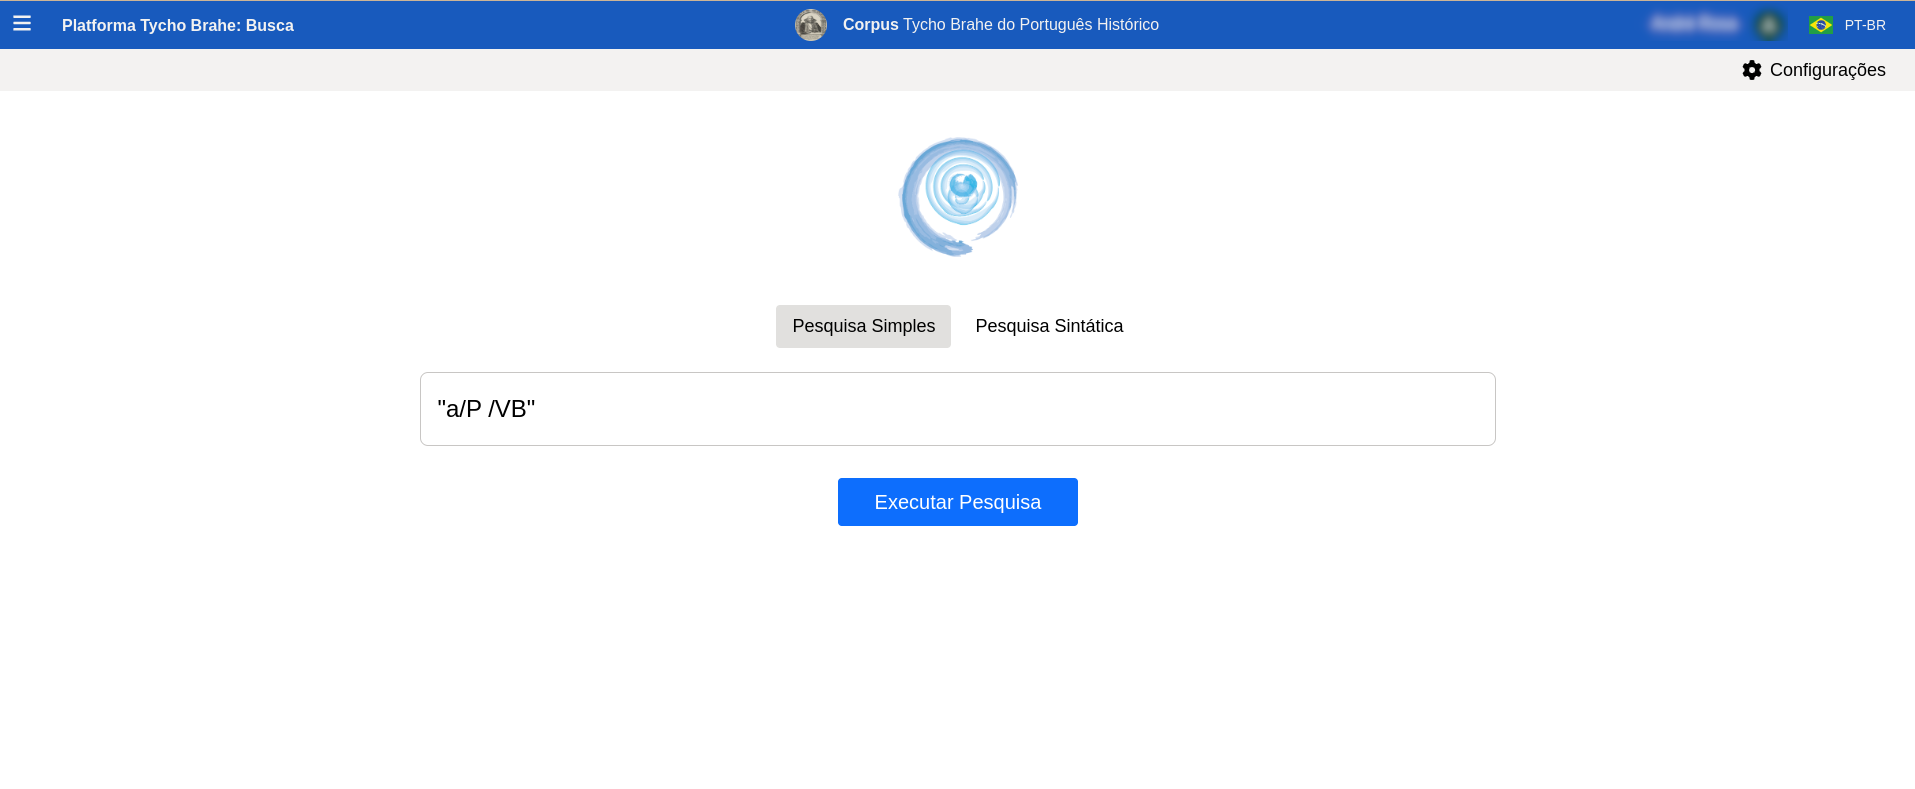 Platforma Tycho Brahe: Busca
Corpus Tycho Brahe do Português Histórico
PT-BR
Configurações
Pesquisa Simples Pesquisa Sintática
"a/P /VB"
Executar Pesquisa